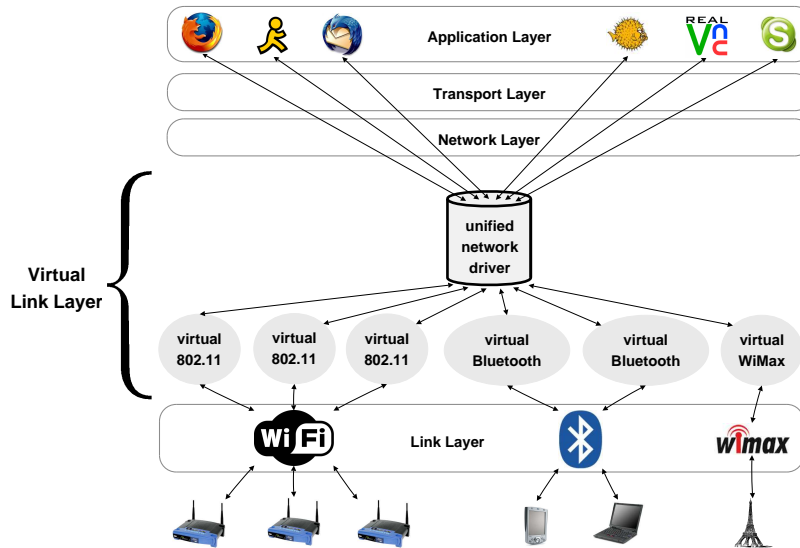 Application Layer
REAL
Vnc
S
Transport Layer
Network Layer
unified
network
driver
Virtual
Link Layer
virtual
802.11
virtual
802.11
virtual
802.11
virtual
Bluetooth
virtual
Bluetooth
virtual
WiMax
Wi Fi
Link Layer
wimax